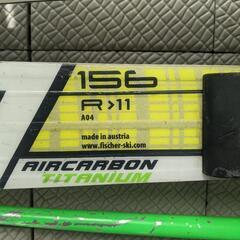 156
R>11
A04
made in austria
www.fischer-ski.com
AIRCARBON
TITANIUM